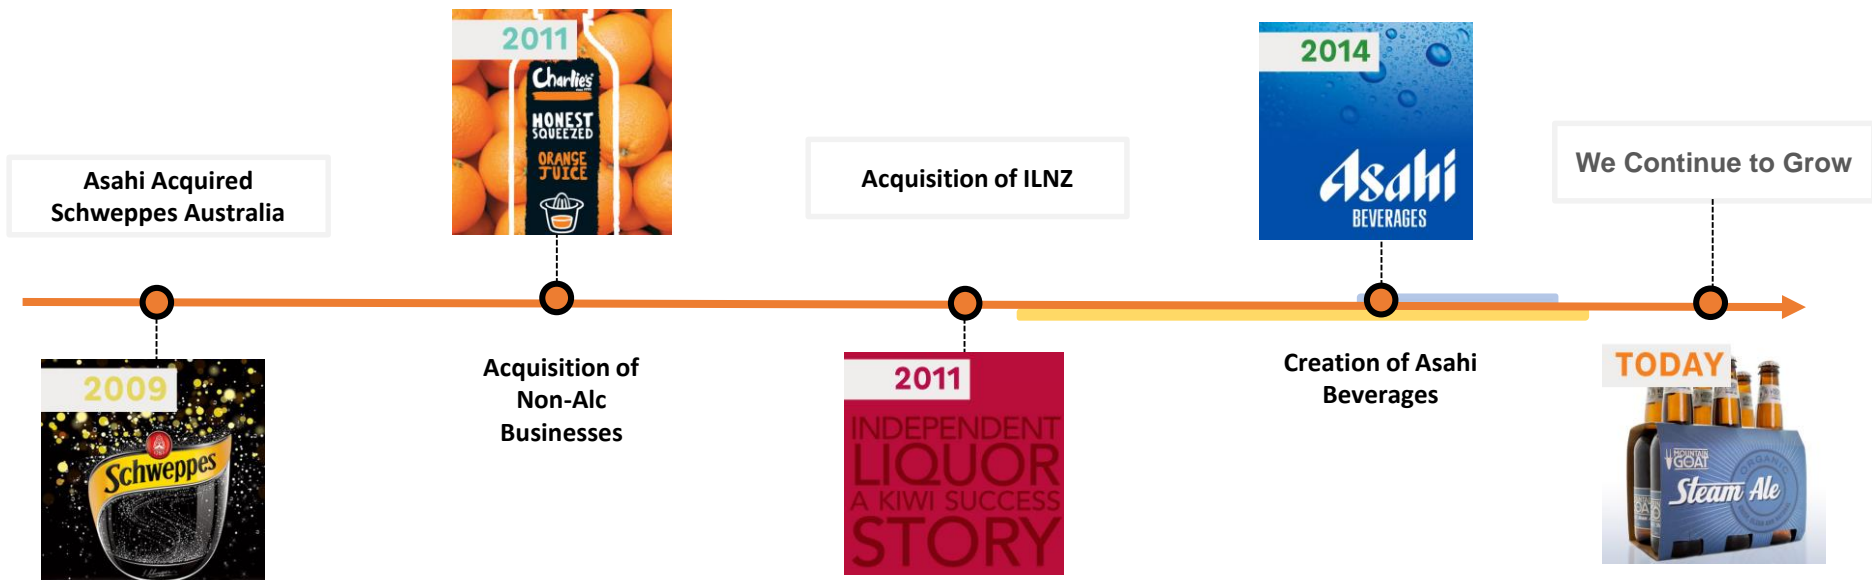 Asahi Acquired
Schweppes Australia
2009
Schweppes
2011
Charlie's
HONEST
SQUEEZED
ORANGE
JUICE
Acquisition of
Non-Alc
Businesses
Acquisition of ILNZ
2011
INDEPENDENT
LIQUOR
A KIWI SUCCESS
STORY
2014
Asahi
BEVERAGES
Creation of Asahi
Beverages
We Continue to Grow
TODAY
MOUNTAIN
GOAT
ORGANIC
Steam Ale